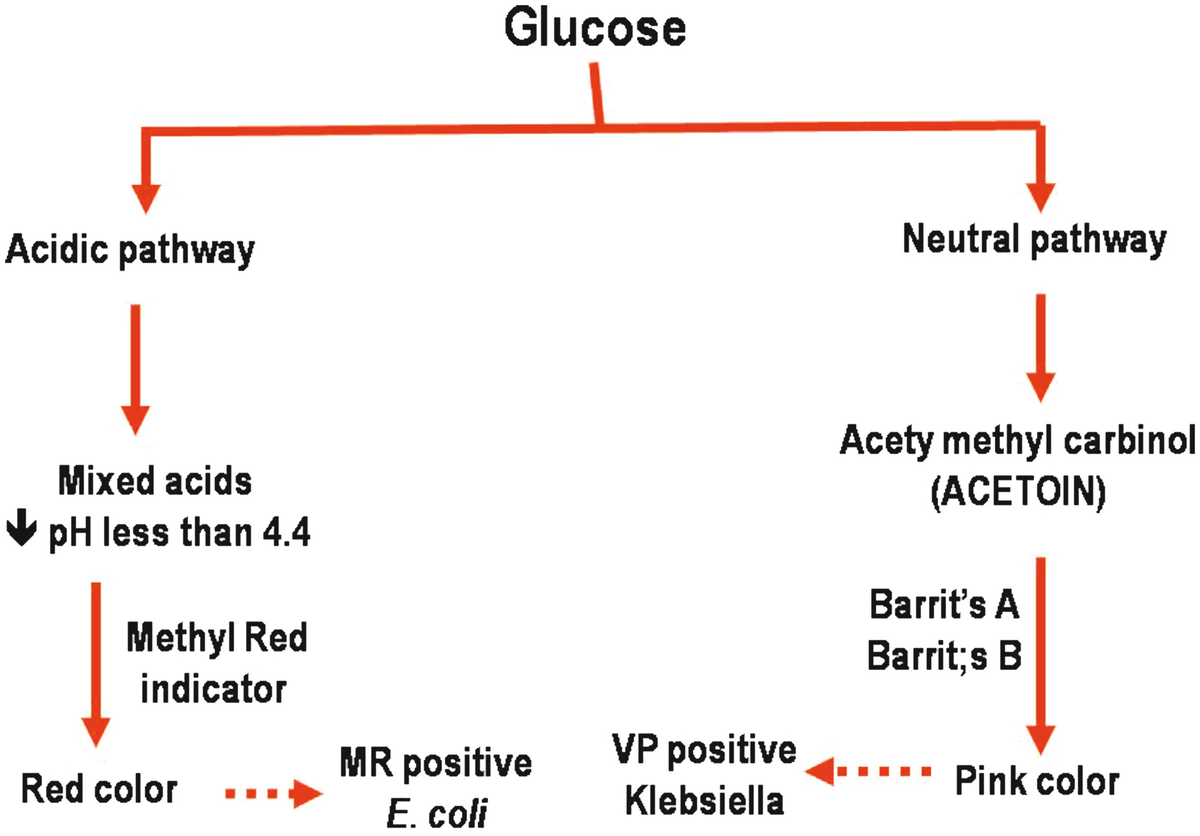 Glucose
Acidic pathway
Neutral pathway
Mixed acids
pH less than 4.4
Acety methyl carbinol
(ACETOIN)
Methyl Red
indicator
Barrit's A
Barrit;s B
Red color
MR positive
E. coli
VP positive
Klebsiella
Pink color